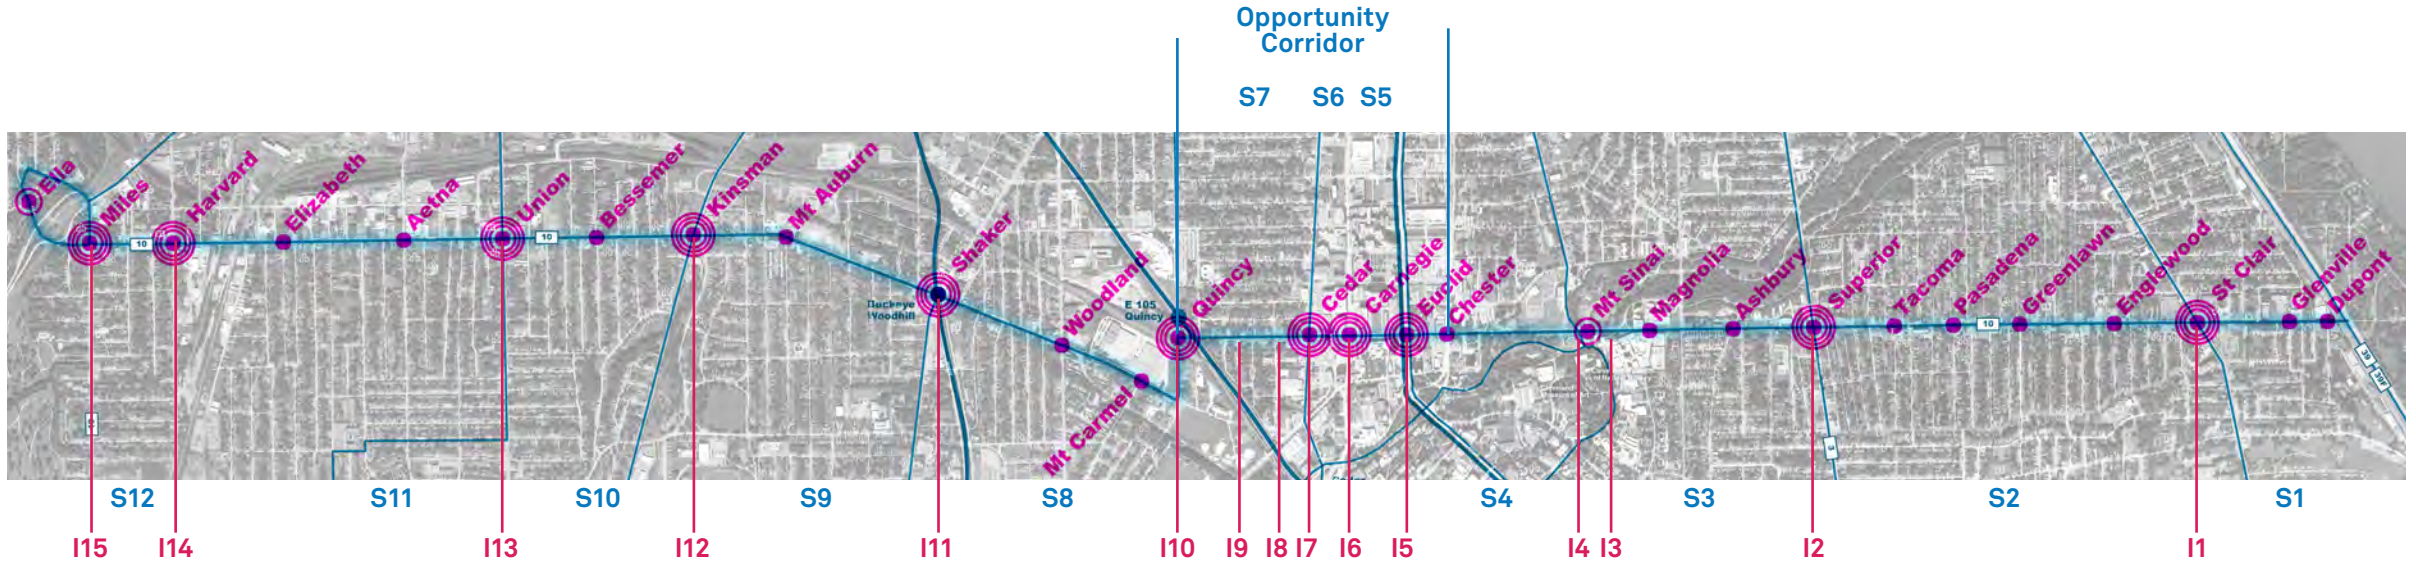 Opportunity
Corridor
S7 S6 S5
Ella
Miles
Harvard
Elizabeth
Aetna
Union
Bessemer
Kinsman
Mt Auburn
Shaker
Woodland
Mt Carmel
Quincy
Cedar
Carnegie
Euclid
Chester
Mt Sinai
Magnolia
Ashbury
Superior
Tacoma
Pasadena
Greenlawn
Englewood
St Clair
Glenville
Dupont
10
10
10
Buckeye
Woodhill
E 105
Quincy
3
39
39F
S12 S11 S10 S9 S8 S4 S3 S2 S1
I15 I14 I13 I12 I11 I10 I9 I8 I7 I6 I5 I4 I3 I2 I1